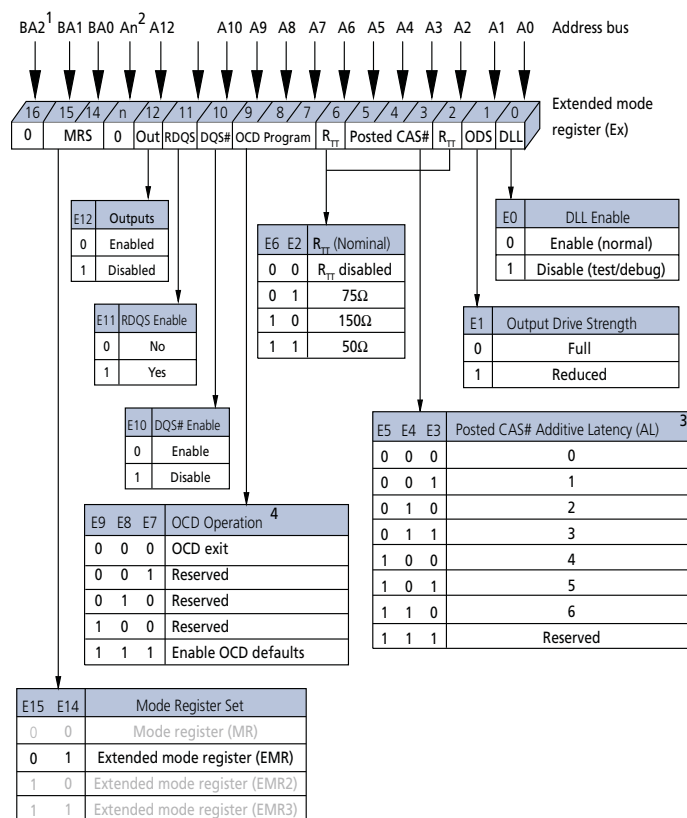 BA2 1 BA1 BA0 An 2 A12 A10 A9 A8 A7 A6 A5 A4 A3 A2 A1 A0 Address bus
16 15 14 n 12 11 10 9 8 7 6 5 4 3 2 1 0
Extended mode
register (Ex)
0 MRS 0 Out RDQS DQS# OCD Program RTT Posted CAS# RTT ODS DLL
E12 Outputs
0 Enabled
1 Disabled
E11 RDQS Enable
0 No
1 Yes
E10 DQS# Enable
0 Enable
1 Disable
E9 E8 E7 OCD Operation 4
0 0 0 OCD exit
0 0 1 Reserved
0 1 0 Reserved
1 0 0 Reserved
1 1 1 Enable OCD defaults
E15 E14 Mode Register Set
0 0 Mode register (MR)
0 1 Extended mode register (EMR)
1 0 Extended mode register (EMR2)
1 1 Extended mode register (EMR3)
E6 E2 RTT (Nominal)
0 0 RTT disabled
0 1 75Ω
1 0 150Ω
1 1 50Ω
E0 DLL Enable
0 Enable (normal)
1 Disable (test/debug)
E1 Output Drive Strength
0 Full
1 Reduced
E5 E4 E3 Posted CAS# Additive Latency (AL) 3
0 0 0 0
0 0 1 1
0 1 0 2
0 1 1 3
1 0 0 4
1 0 1 5
1 1 0 6
1 1 1 Reserved